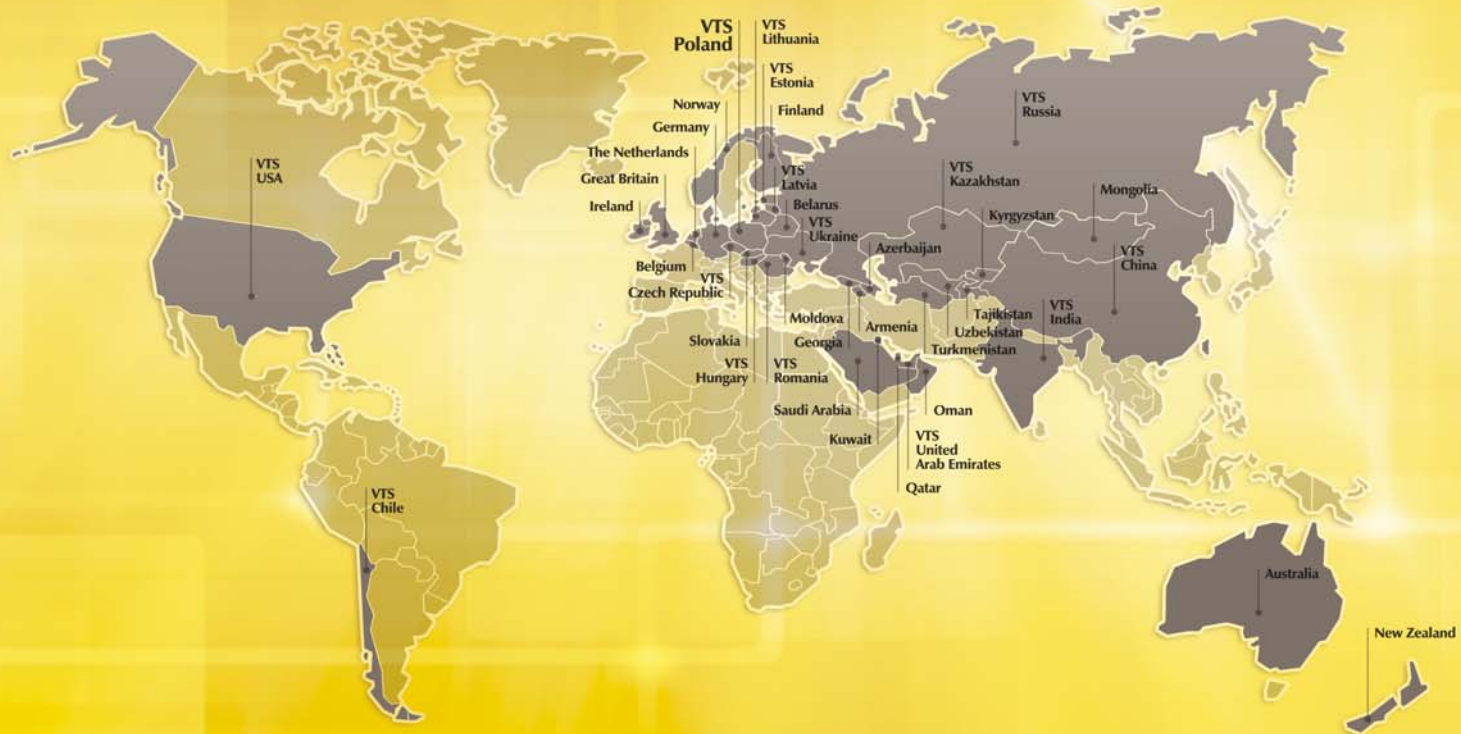 VTS
Poland
VTS
Lithuania
VTS
Estonia
Norway
Finland
Germany
VTS
Russia
The Netherlands
VTS
USA
Great Britain
VTS
Latvia
VTS
Kazakhstan
Mongolia
Ireland
Belarus
Kyrgyzstan
VTS
Ukraine
Azerbaijan
VTS
China
Belgium
VTS
Czech Republic
Moldova
Armenia
Tajikistan
VTS
India
Uzbekistan
Slovakia
Georgia
Turkmenistan
VTS
Hungary
VTS
Romania
Saudi Arabia
Oman
Kuwait
VTS
United
Arab Emirates
Qatar
VTS
Chile
Australia
New Zealand